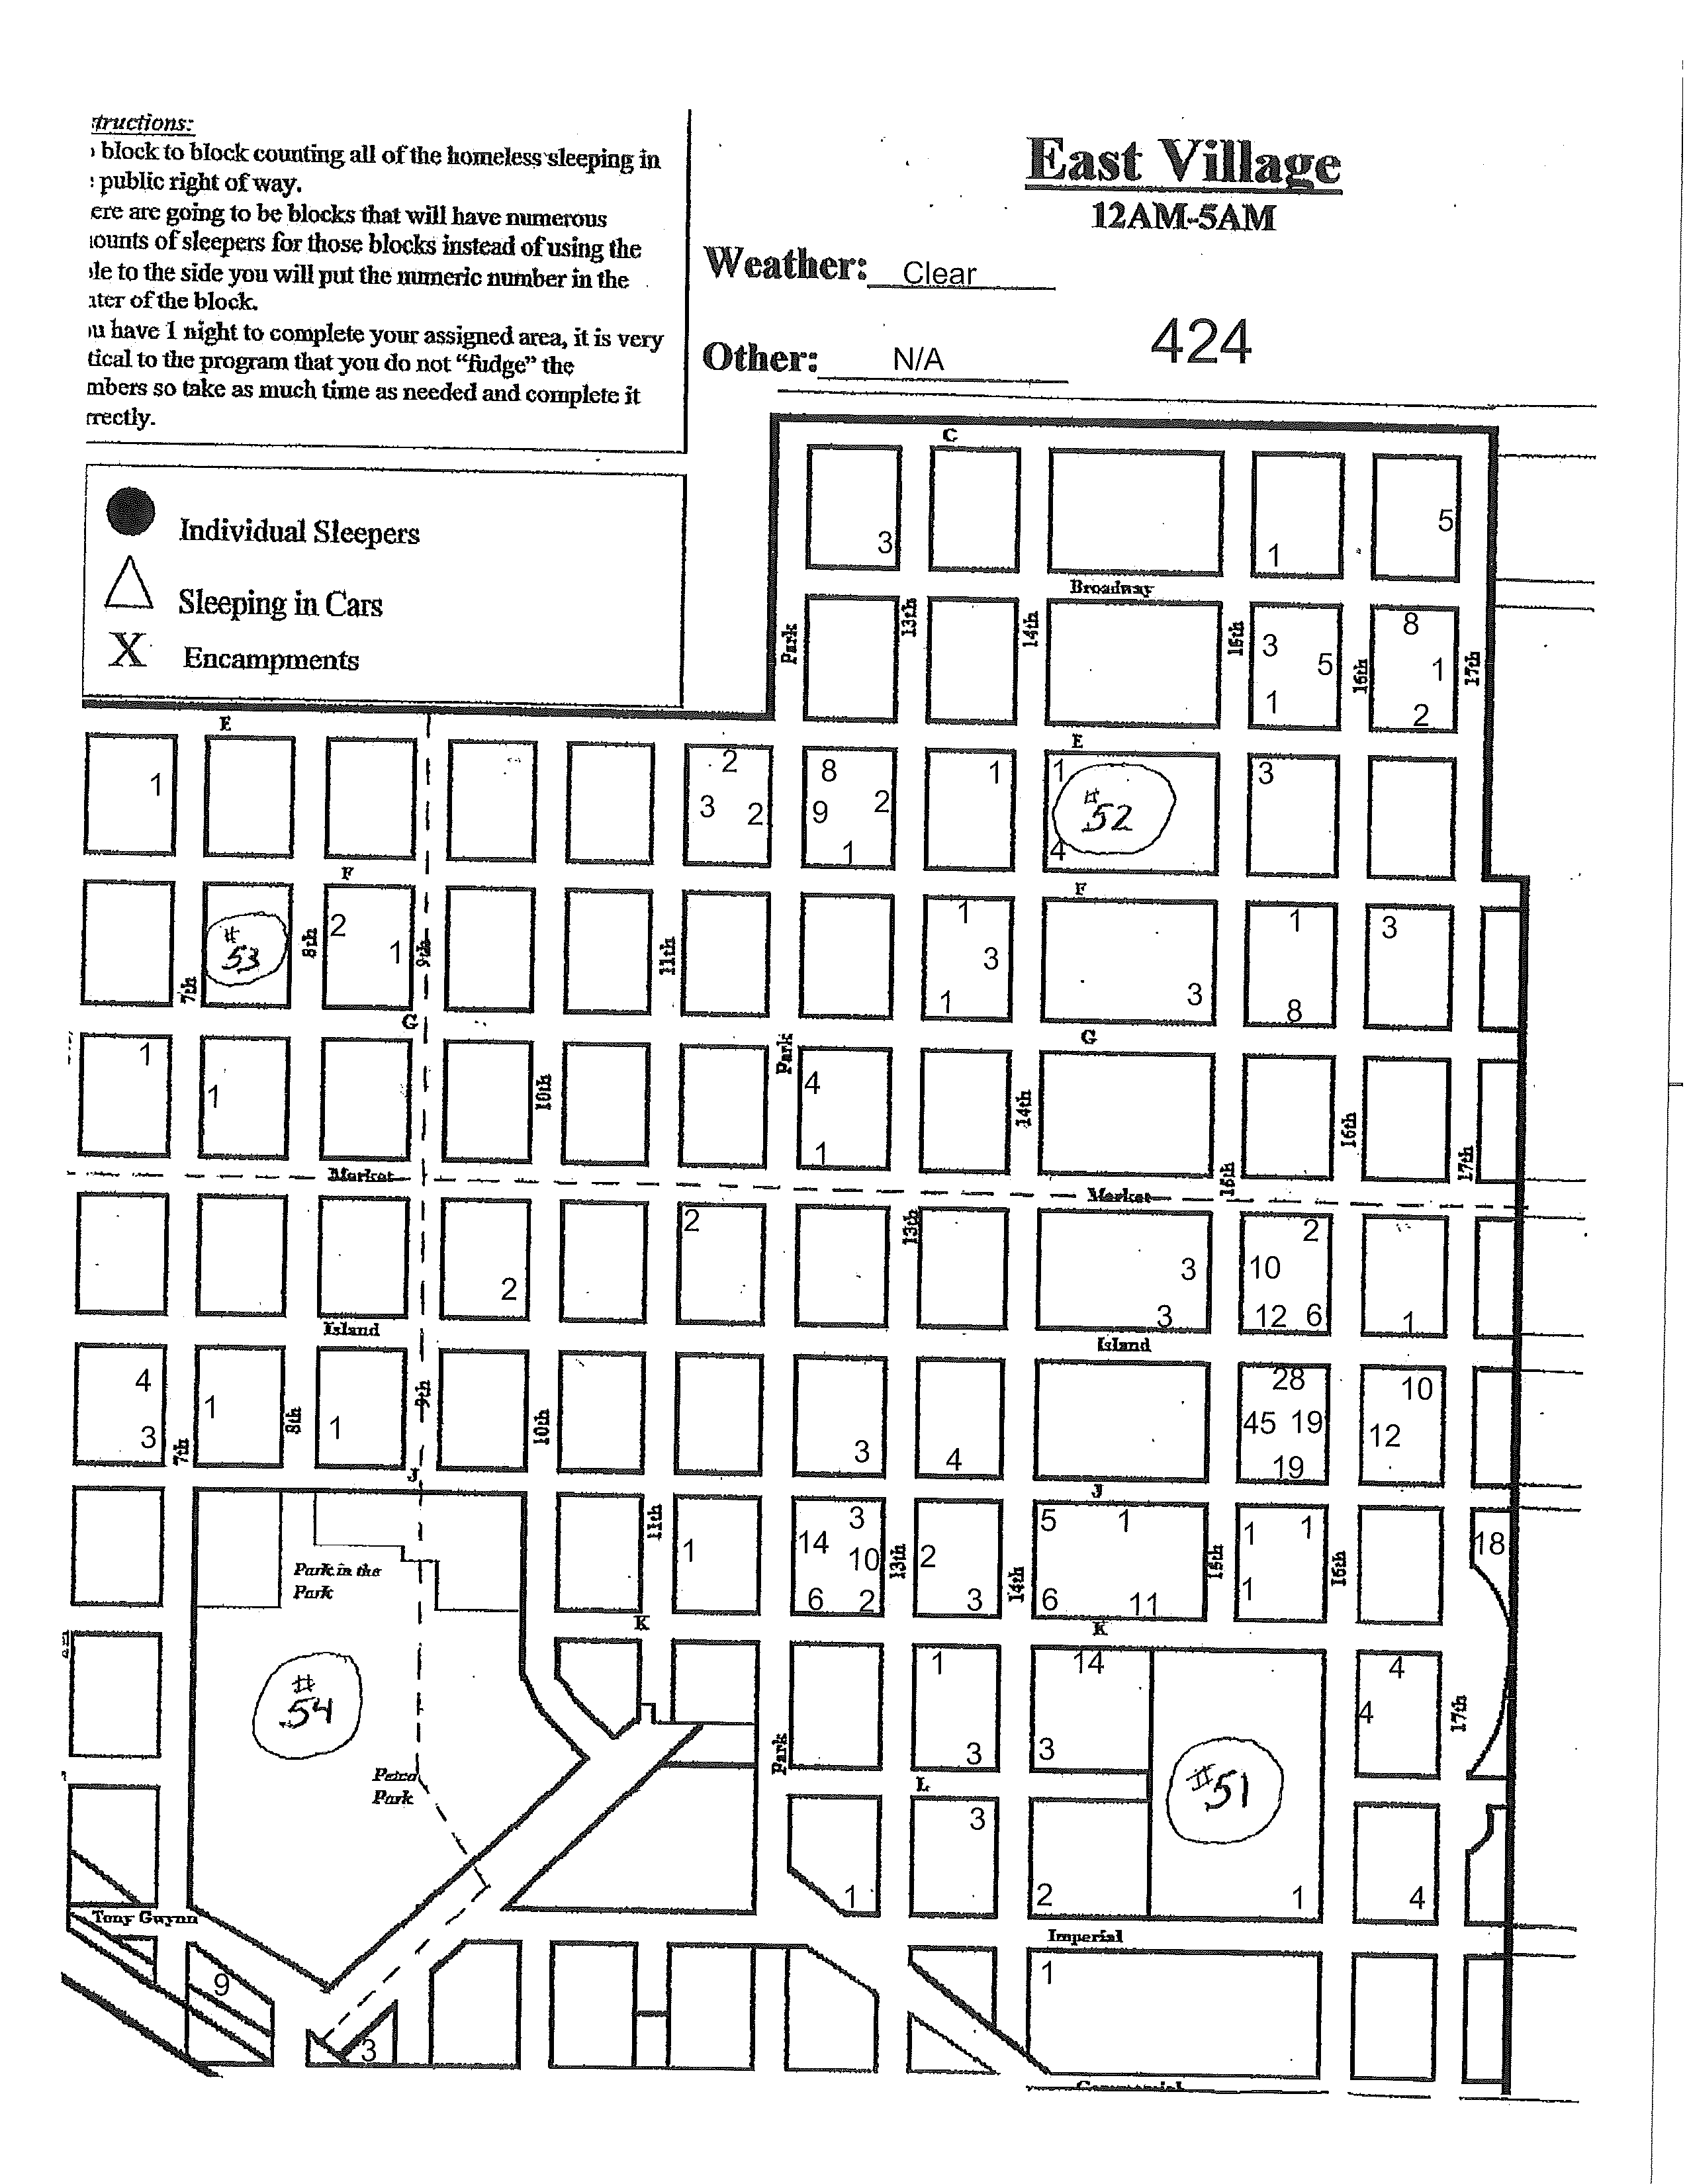 tructions:
block to block counting all of the homeless sleeping in
: public right of way.
ere are going to be blocks that will have numerous
ounts of sleepers for those blocks instead of using the
le to the side you will put the numeric number in the
ter of the block.
u have 1 night to complete your assigned area, it is very
tical to the program that you do not “fudge” the
mbers so take as much time as needed and complete it
rrectly.
East Village
12AM-5AM
Weather: Clear
Other: N/A
424
Individual Sleepers
Sleeping in Cars
X Encampments
C
3
1
5
Broadway
Park
13th
14th
15th
16th
17th
3
5
1
8
1
2
E
E
1
2
3
2
8
9
2
1
1
1
# 52
4
3
F
F
# 53
7th
8th
2
1
9th
11th
1
3
1
3
1
8
3
G
G
1
1
10th
Park
4
1
14th
15th
16th
17th
Market
Market
2
2
13th
3
3
2
10
12
6
1
Island
Island
4
3
7th
1
8th
1
9th
10th
3
4
28
45
19
19
10
12
J
J
Park in the
Park
11th
1
3
14
10
6
2
13th
2
3
14th
5
1
6
11
15th
1
1
1
16th
18
K
K
# 54
Petco
Park
Park
1
3
14
3
# 51
1
4
4
17th
L
1
3
2
4
Tony Gwynn
Imperial
9
3
1
Commercial